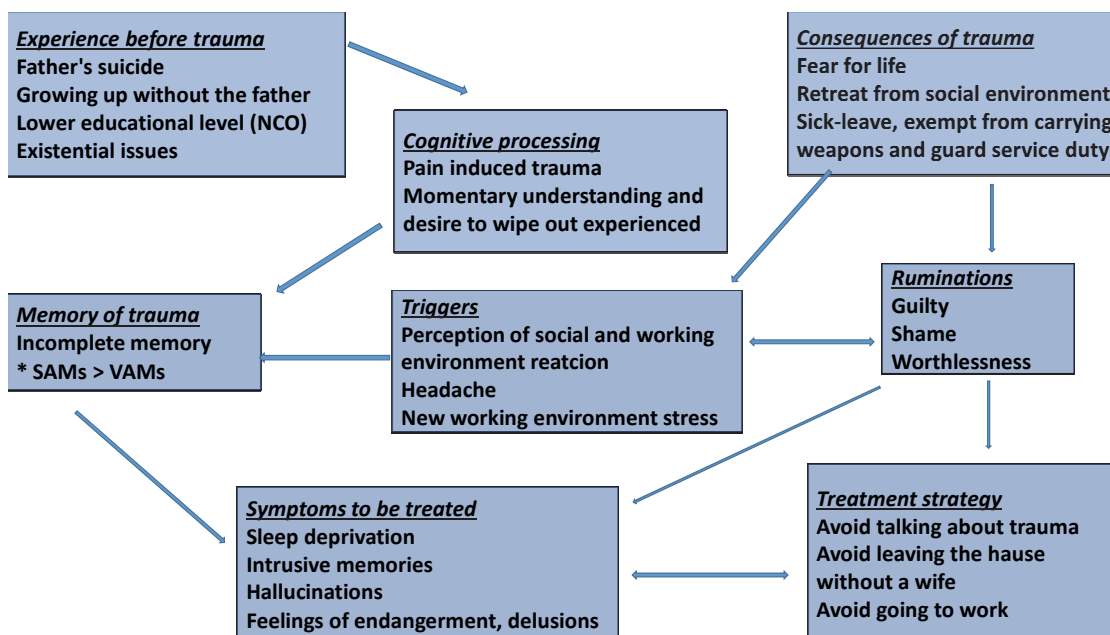 Experience before trauma
Father's suicide
Growing up without the father
Lower educational level (NCO)
Existential issues
Consequences of trauma
Fear for life
Retreat from social environment
Sick-leave, exempt from carrying
weapons and guard service duty
Cognitive processing
Pain induced trauma
Momentary understanding and
desire to wipe out experienced
Memory of trauma
Incomplete memory
* SAMs > VAMs
Triggers
Perception of social and working
environment reatcion
Headache
New working environment stress
Ruminations
Guilty
Shame
Worthlessness
Symptoms to be treated
Sleep deprivation
Intrusive memories
Hallucinations
Feelings of endangerment, delusions
Treatment strategy
Avoid talking about trauma
Avoid leaving the hause
without a wife
Avoid going to work